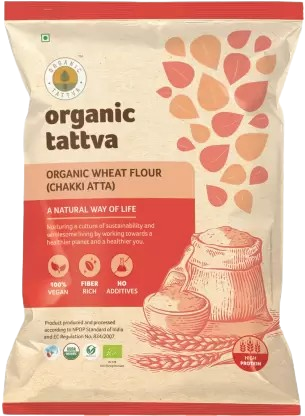 ORGANIC
TATTVA
organic
tattva
ORGANIC WHEAT FLOUR
(CHAKKI ATTA)
A NATURAL WAY OF LIFE
Nurturing a culture of sustainability and
wholesome living by working towards a
healthier planet and a healthier you.
100%
VEGAN
FIBER
RICH
NO
ADDITIVES
Product produced and processed
according to NPOP Standard of India
and EC Regulation No. 834/2007.
HIGH
PROTEIN